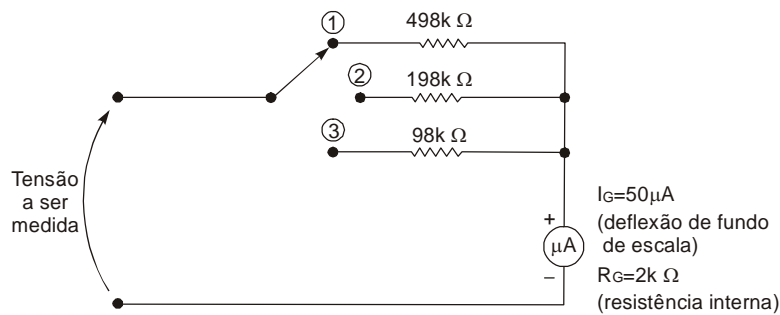 ① 498k Ω
② 198k Ω
③ 98k Ω
Tensão
a ser
medida
+
µA
−
IG=50µA
(deflexão de fundo
de escala)
RG=2k Ω
(resistência interna)